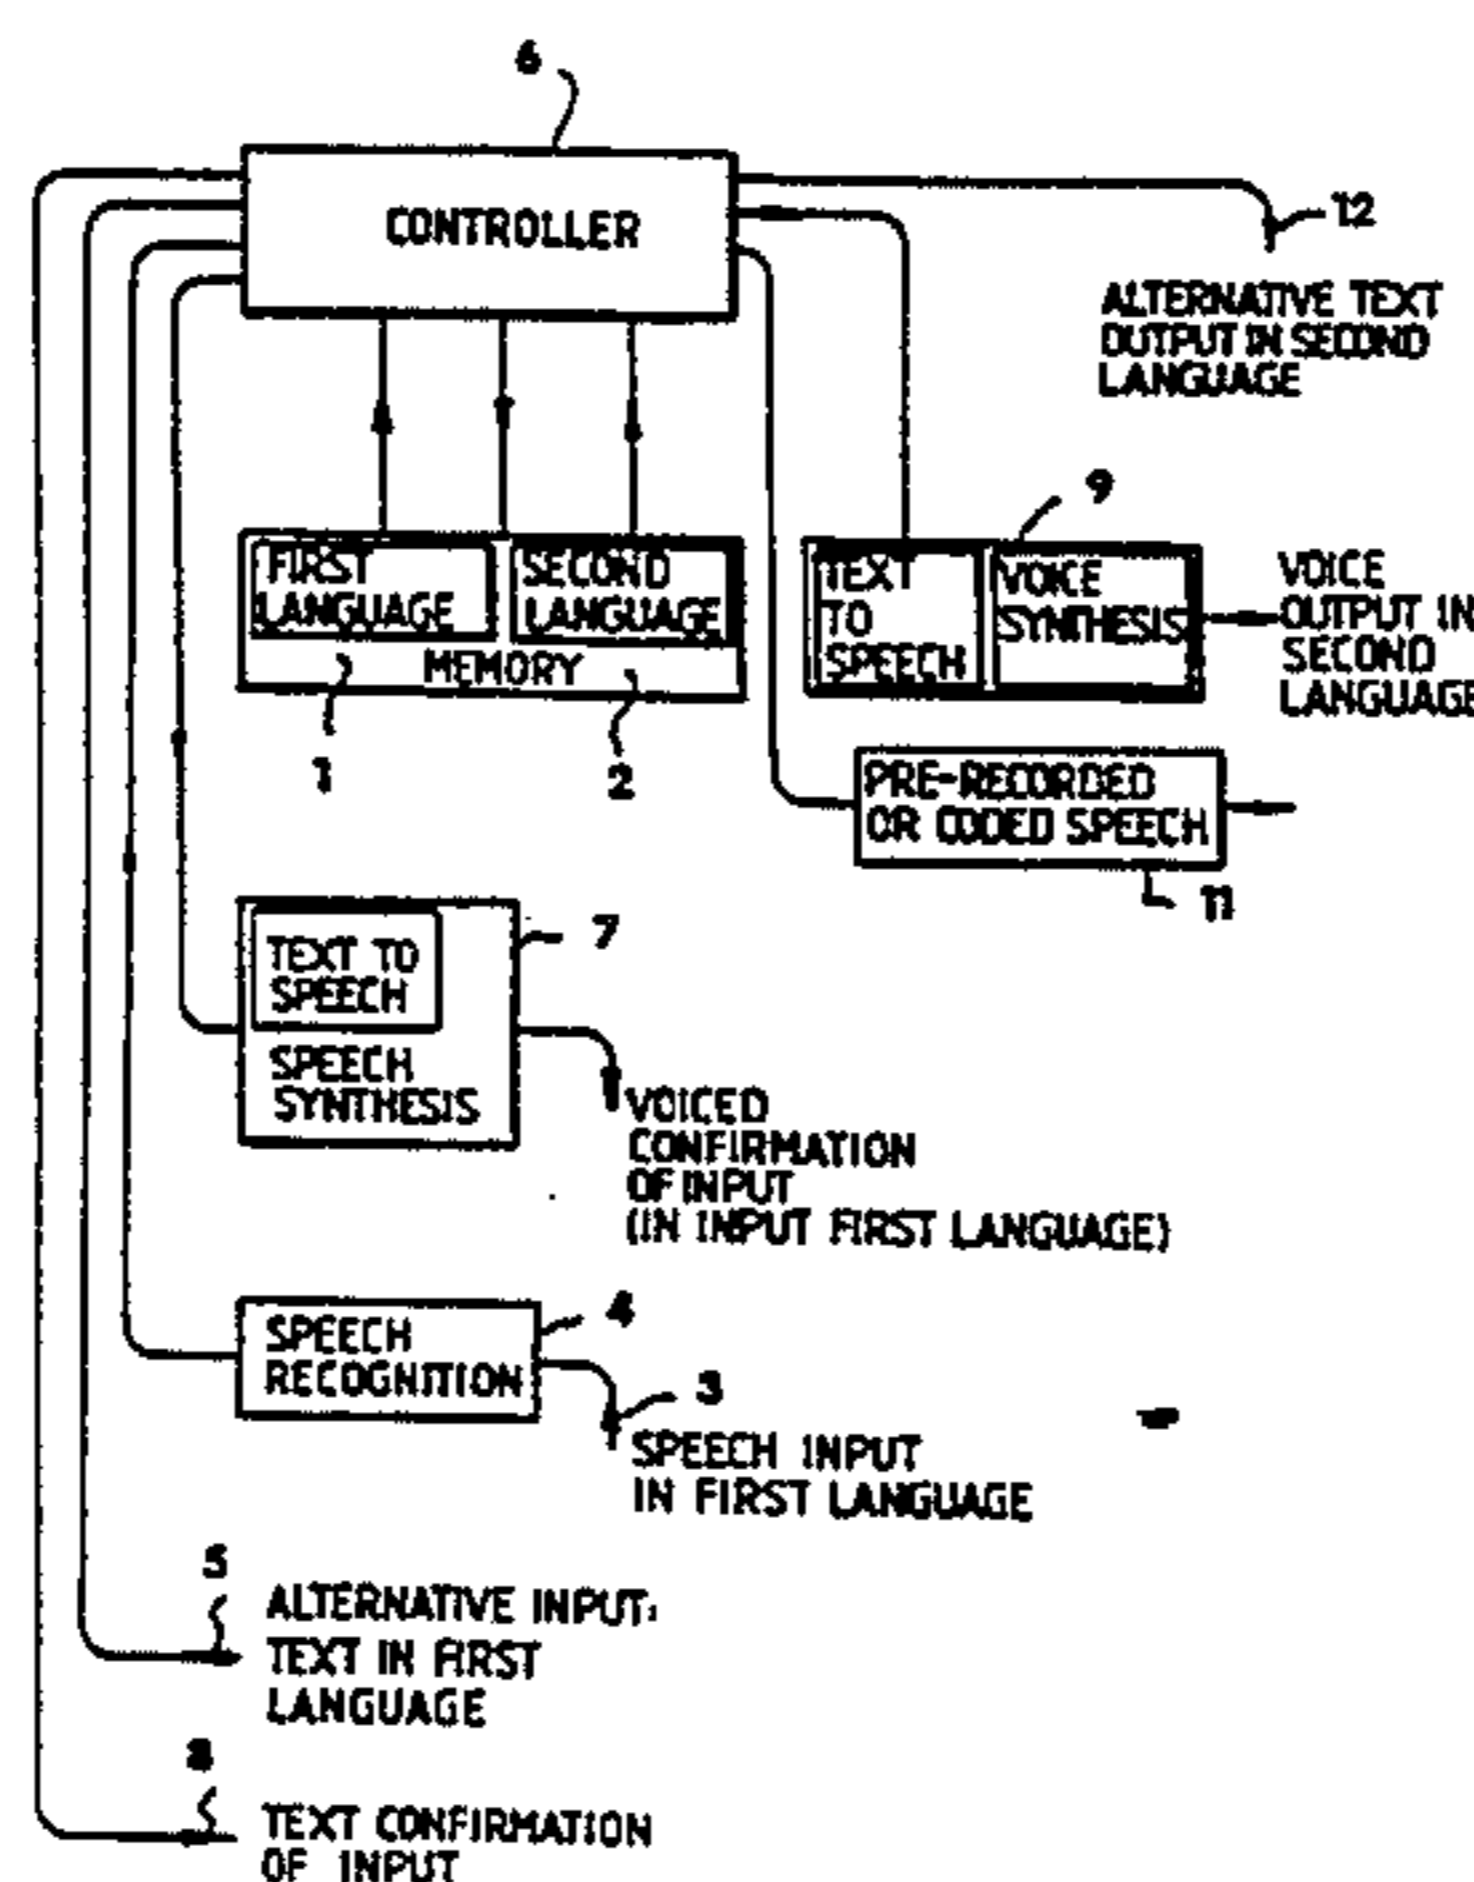 6
CONTROLLER
12
ALTERNATIVE TEXT
OUTPUT IN SECOND
LANGUAGE
9
FIRST
LANGUAGE
SECOND
LANGUAGE
MEMORY
1
2
TEXT
TO
SPEECH
VOICE
SYNTHESIS
VOICE
OUTPUT IN
SECOND
LANGUAGE
PRE-RECORDED
OR CODED SPEECH
11
7
TEXT TO
SPEECH
SPEECH
SYNTHESIS
VOICED
CONFIRMATION
OF INPUT
(IN INPUT FIRST LANGUAGE)
4
SPEECH
RECOGNITION
3
SPEECH INPUT
IN FIRST LANGUAGE
5
ALTERNATIVE INPUT:
TEXT IN FIRST
LANGUAGE
8
TEXT CONFIRMATION
OF INPUT